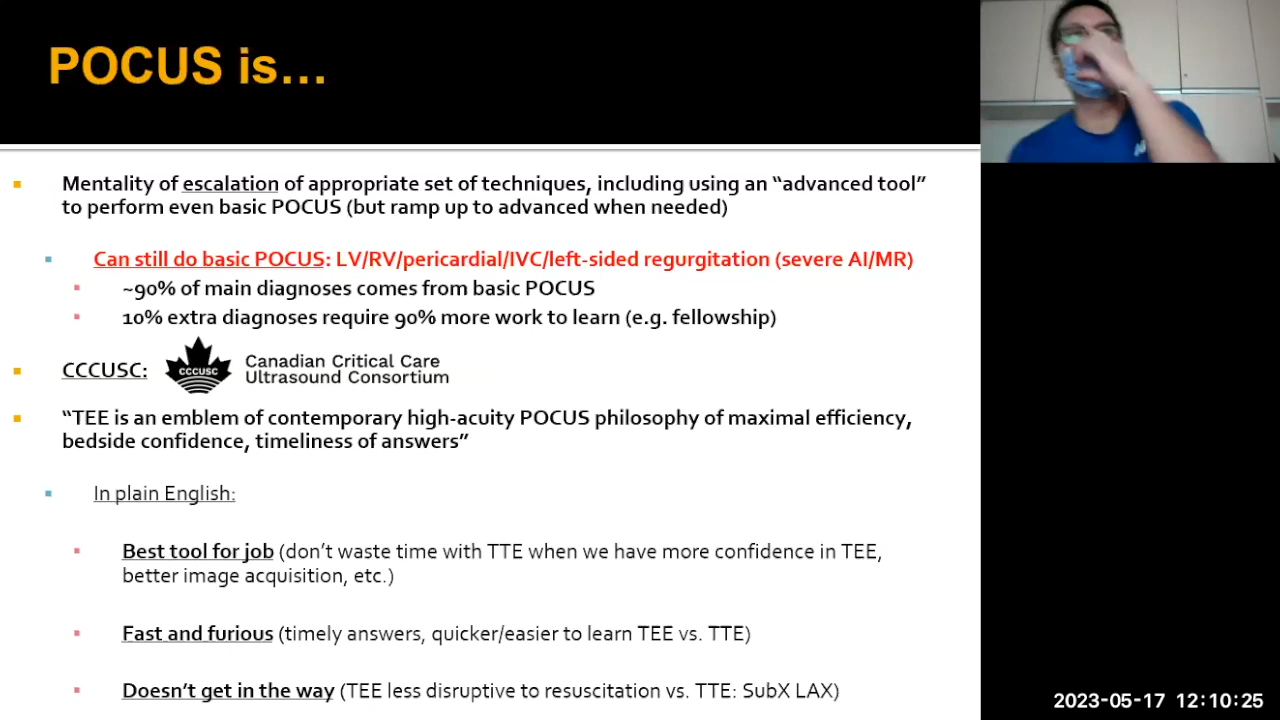 POCUS is…
Mentality of escalation of appropriate set of techniques, including using an “advanced tool”
to perform even basic POCUS (but ramp up to advanced when needed)
Can still do basic POCUS: LV/RV/pericardial/IVC/left-sided regurgitation (severe AI/MR)
~90% of main diagnoses comes from basic POCUS
10% extra diagnoses require 90% more work to learn (e.g. fellowship)
CCCUSC:
CCCUSC
Canadian Critical Care
Ultrasound Consortium
“TEE is an emblem of contemporary high-acuity POCUS philosophy of maximal efficiency,
bedside confidence, timeliness of answers”
In plain English:
Best tool for job (don’t waste time with TTE when we have more confidence in TEE,
better image acquisition, etc.)
Fast and furious (timely answers, quicker/easier to learn TEE vs. TTE)
Doesn’t get in the way (TEE less disruptive to resuscitation vs. TTE: SubX LAX)
2023-05-17 12:10:25